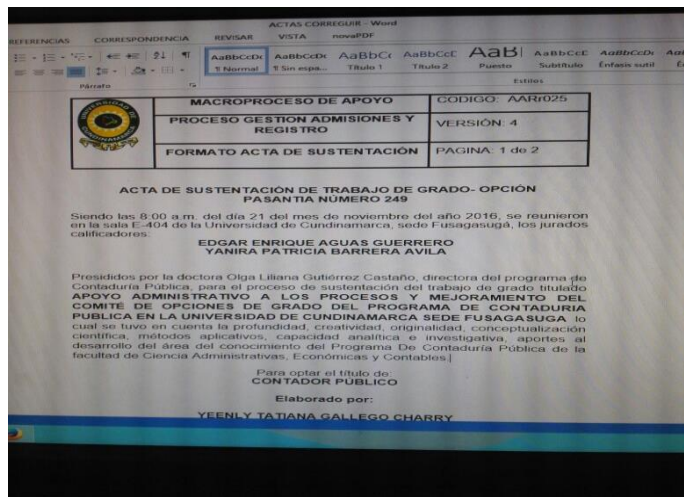 ACTAS CORREGUIR - Word
REFERENCIAS CORRESPONDENCIA REVISAR VISTA novaPDF
AaBbCcDc AaBbCcDc AaBbCc AaBbCcC AaB AaBbCcC AaBbCcDc
¶ Normal ¶ Sin espa... Título 1 Título 2 Puesto Subtítulo Énfasis sutil
Párrafo Estilos
UNIVERSIDAD DE CUNDINAMARCA
MACROPROCESO DE APOYO CODIGO: AARr025
PROCESO GESTION ADMISIONES Y REGISTRO VERSIÓN: 4
FORMATO ACTA DE SUSTENTACIÓN PAGINA: 1 de 2
ACTA DE SUSTENTACIÓN DE TRABAJO DE GRADO- OPCIÓN
PASANTIA NÚMERO 249
Siendo las 8:00 a.m. del día 21 del mes de noviembre del año 2016, se reunieron
en la sala E-404 de la Universidad de Cundinamarca, sede Fusagasugá, los jurados
calificadores:
EDGAR ENRIQUE AGUAS GUERRERO
YANIRA PATRICIA BARRERA AVILA
Presididos por la doctora Olga Liliana Gutiérrez Castaño, directora del programa de
Contaduría Pública, para el proceso de sustentación del trabajo de grado titulado
APOYO ADMINISTRATIVO A LOS PROCESOS Y MEJORAMIENTO DEL
COMITÉ DE OPCIONES DE GRADO DEL PROGRAMA DE CONTADURIA
PUBLICA EN LA UNIVERSIDAD DE CUNDINAMARCA SEDE FUSAGASUGA lo
cual se tuvo en cuenta la profundidad, creatividad, originalidad, conceptualización
científica, métodos aplicativos, capacidad analítica e investigativa, aportes al
desarrollo del área del conocimiento del Programa De Contaduría Pública de la
facultad de Ciencia Administrativas, Económicas y Contables.
Para optar el título de:
CONTADOR PÚBLICO
Elaborado por:
YEENLY TATIANA GALLEGO CHARRY